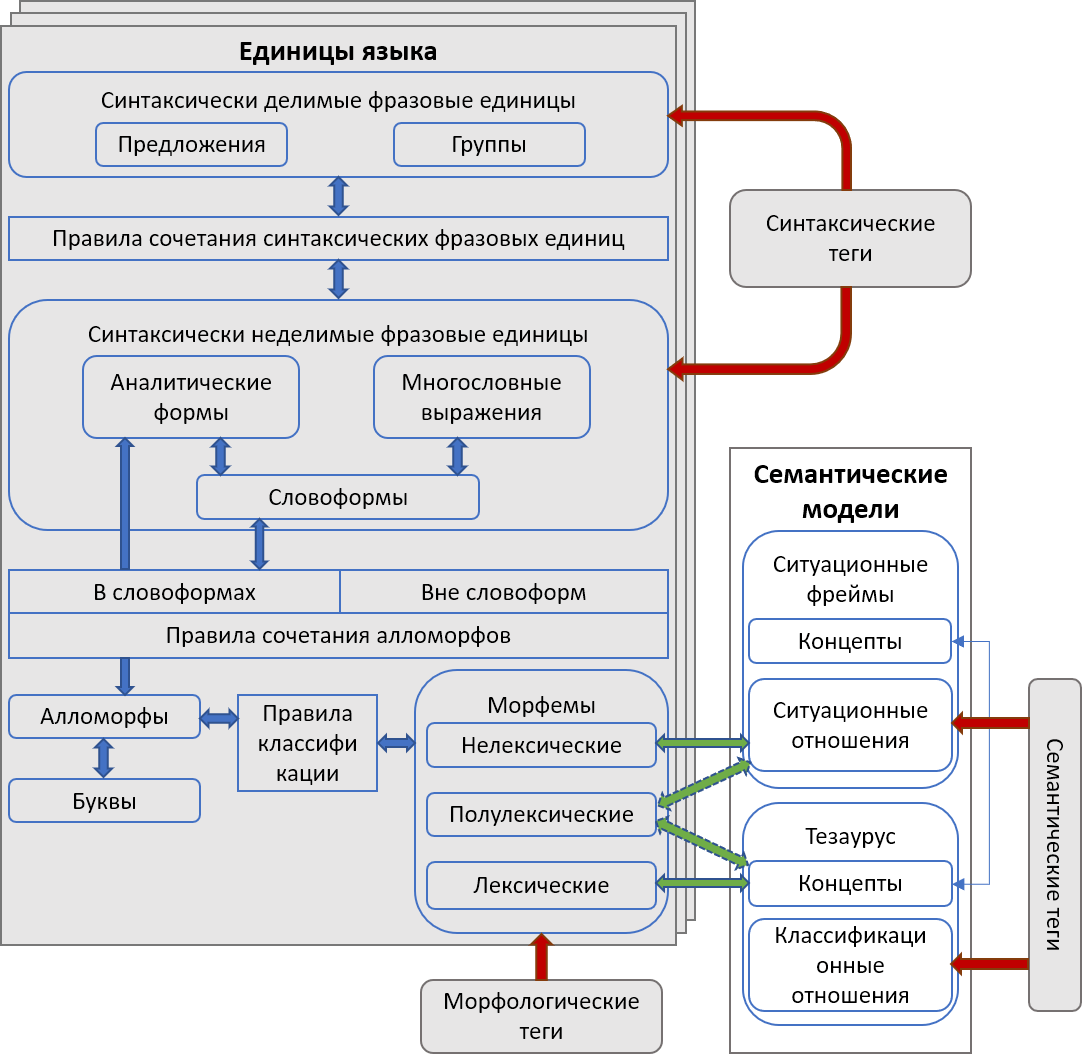 Единицы языка
Синтаксически делимые фразовые единицы
Предложения
Группы
Правила сочетания синтаксических фразовых единиц
Синтаксически неделимые фразовые единицы
Аналитические
формы
Многословные
выражения
Словоформы
В словоформах
Вне словоформ
Правила сочетания алломорфов
Алломорфы
Буквы
Правила
классифи
кации
Морфемы
Нелексические
Полулексические
Лексические
Морфологические
теги
Синтаксические
теги
Семантические
модели
Ситуационные
фреймы
Концепты
Ситуационные
отношения
Тезаурус
Концепты
Классификаци
онные
отношения
Семантические теги